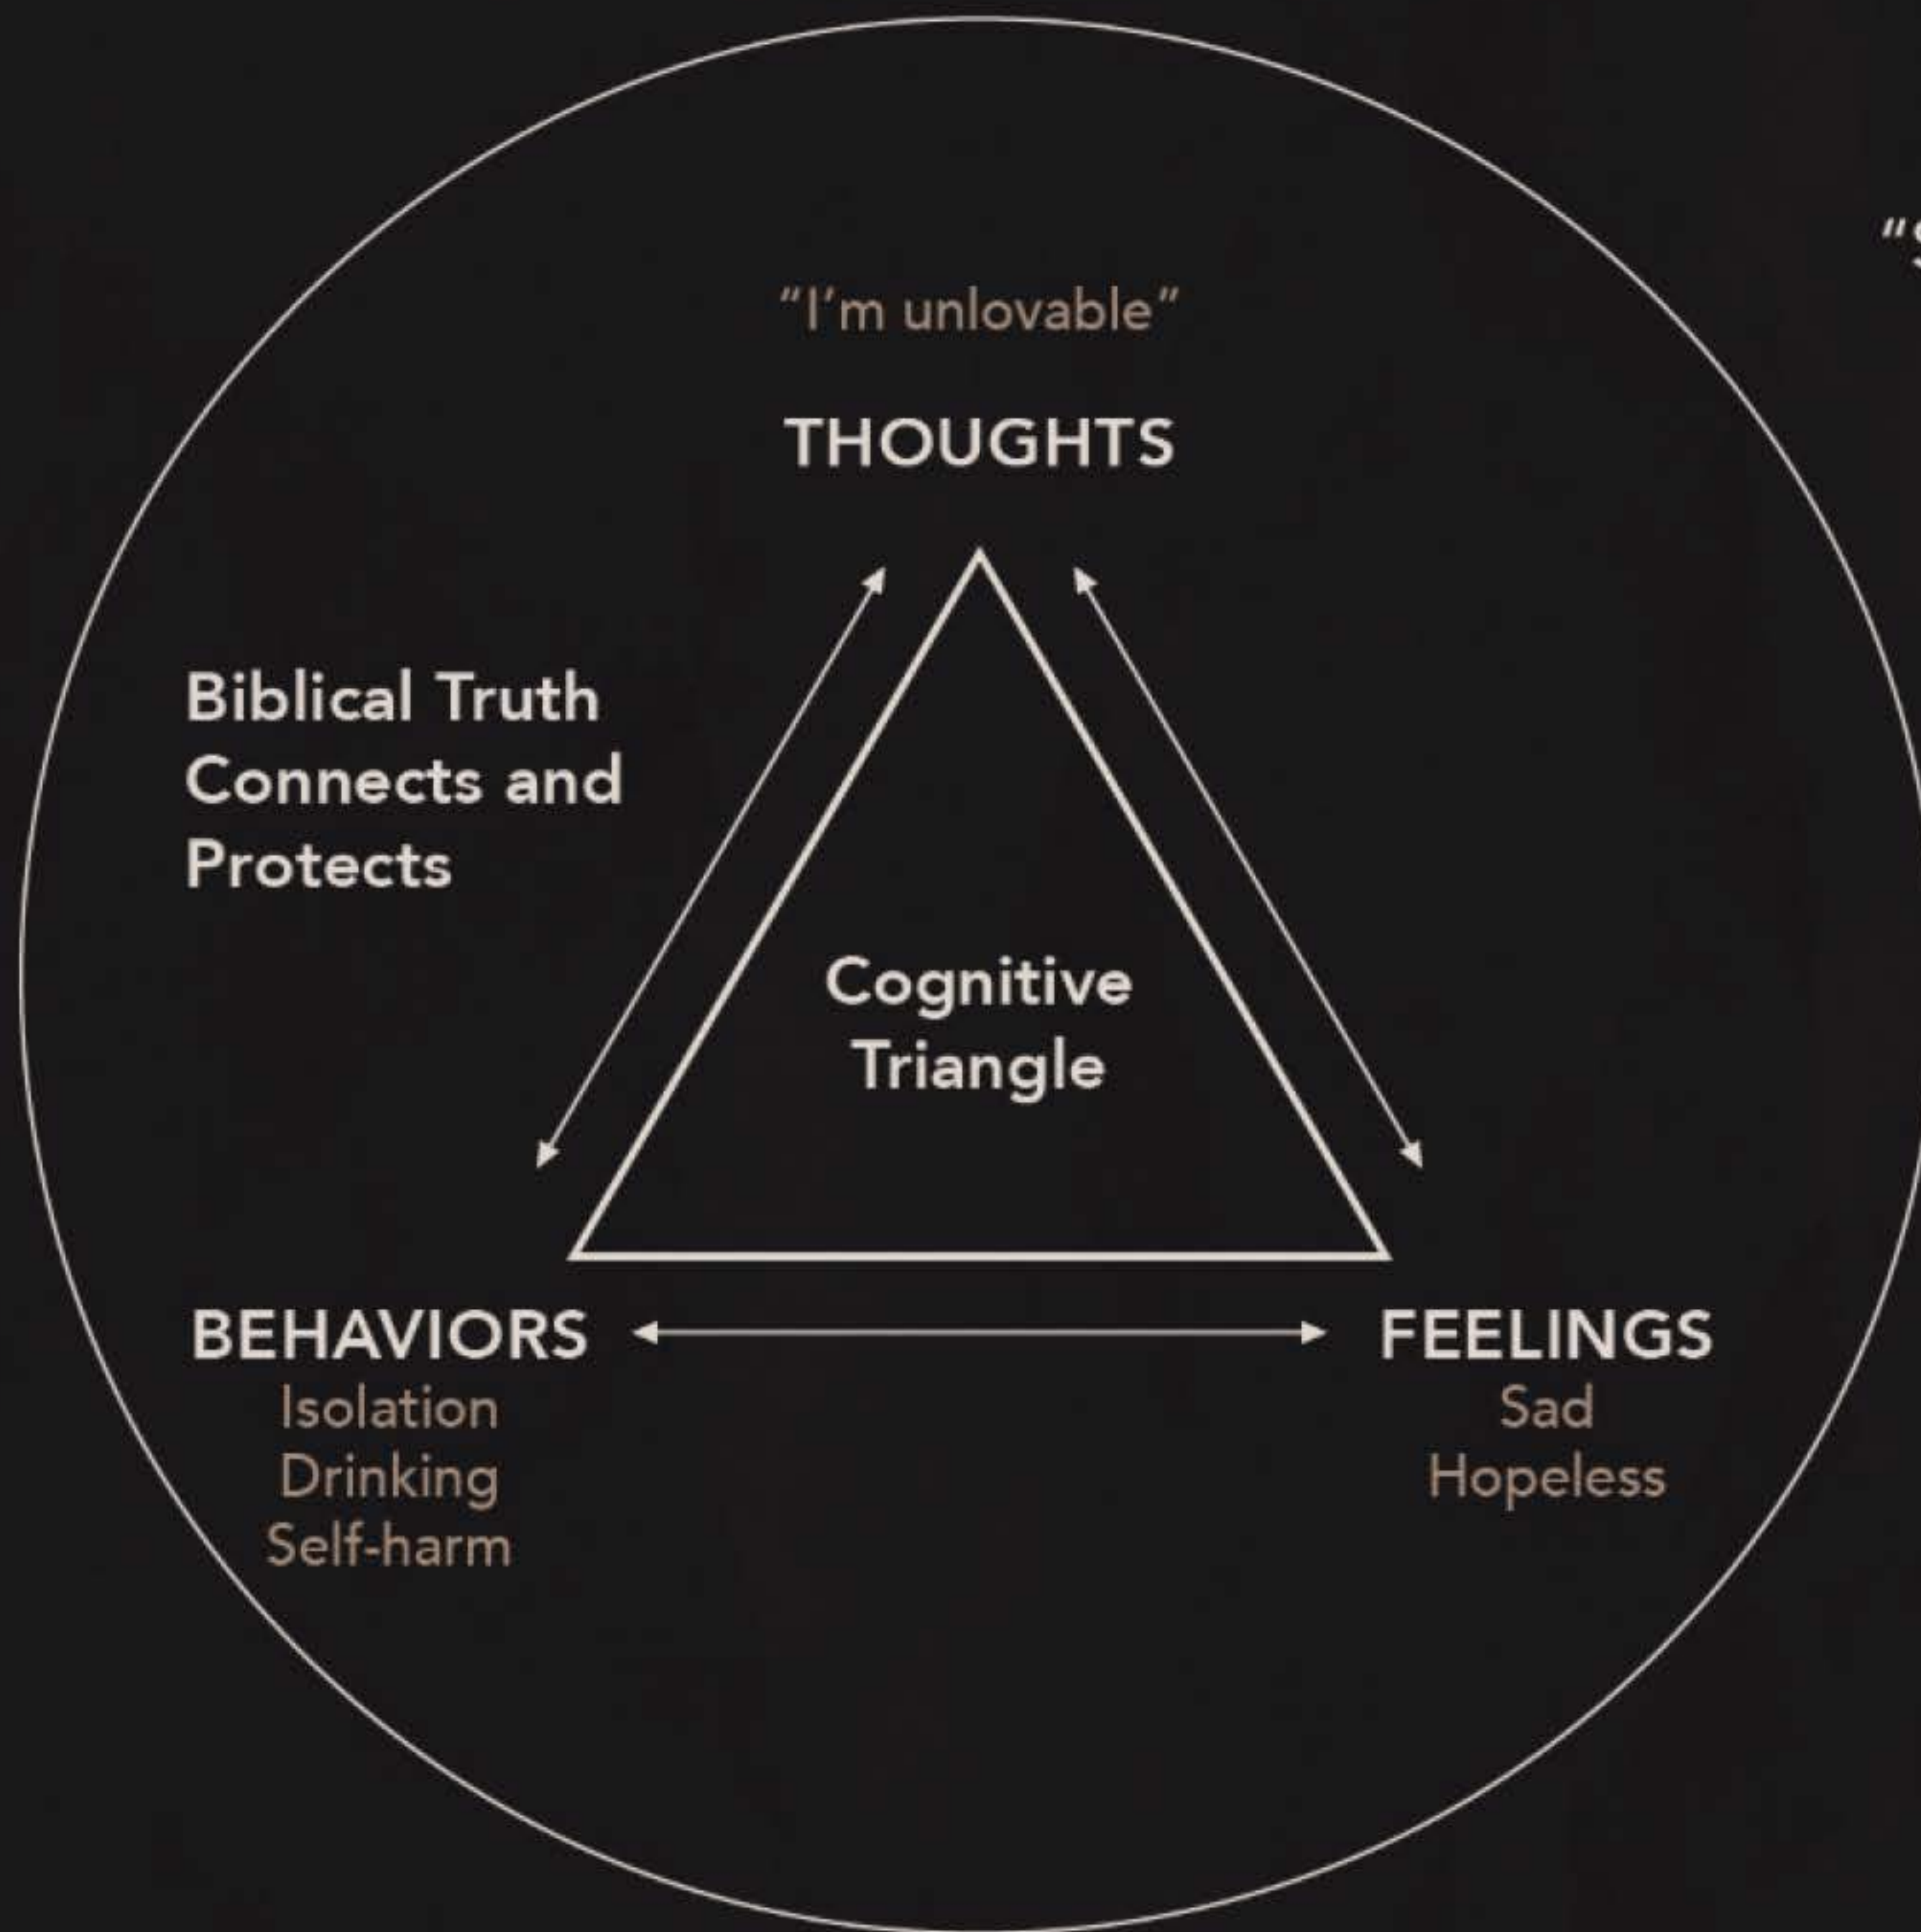 “I’m unlovable”
THOUGHTS
Biblical Truth
Connects and
Protects
Cognitive
Triangle
BEHAVIORS
Isolation
Drinking
Self-harm
FEELINGS
Sad
Hopeless